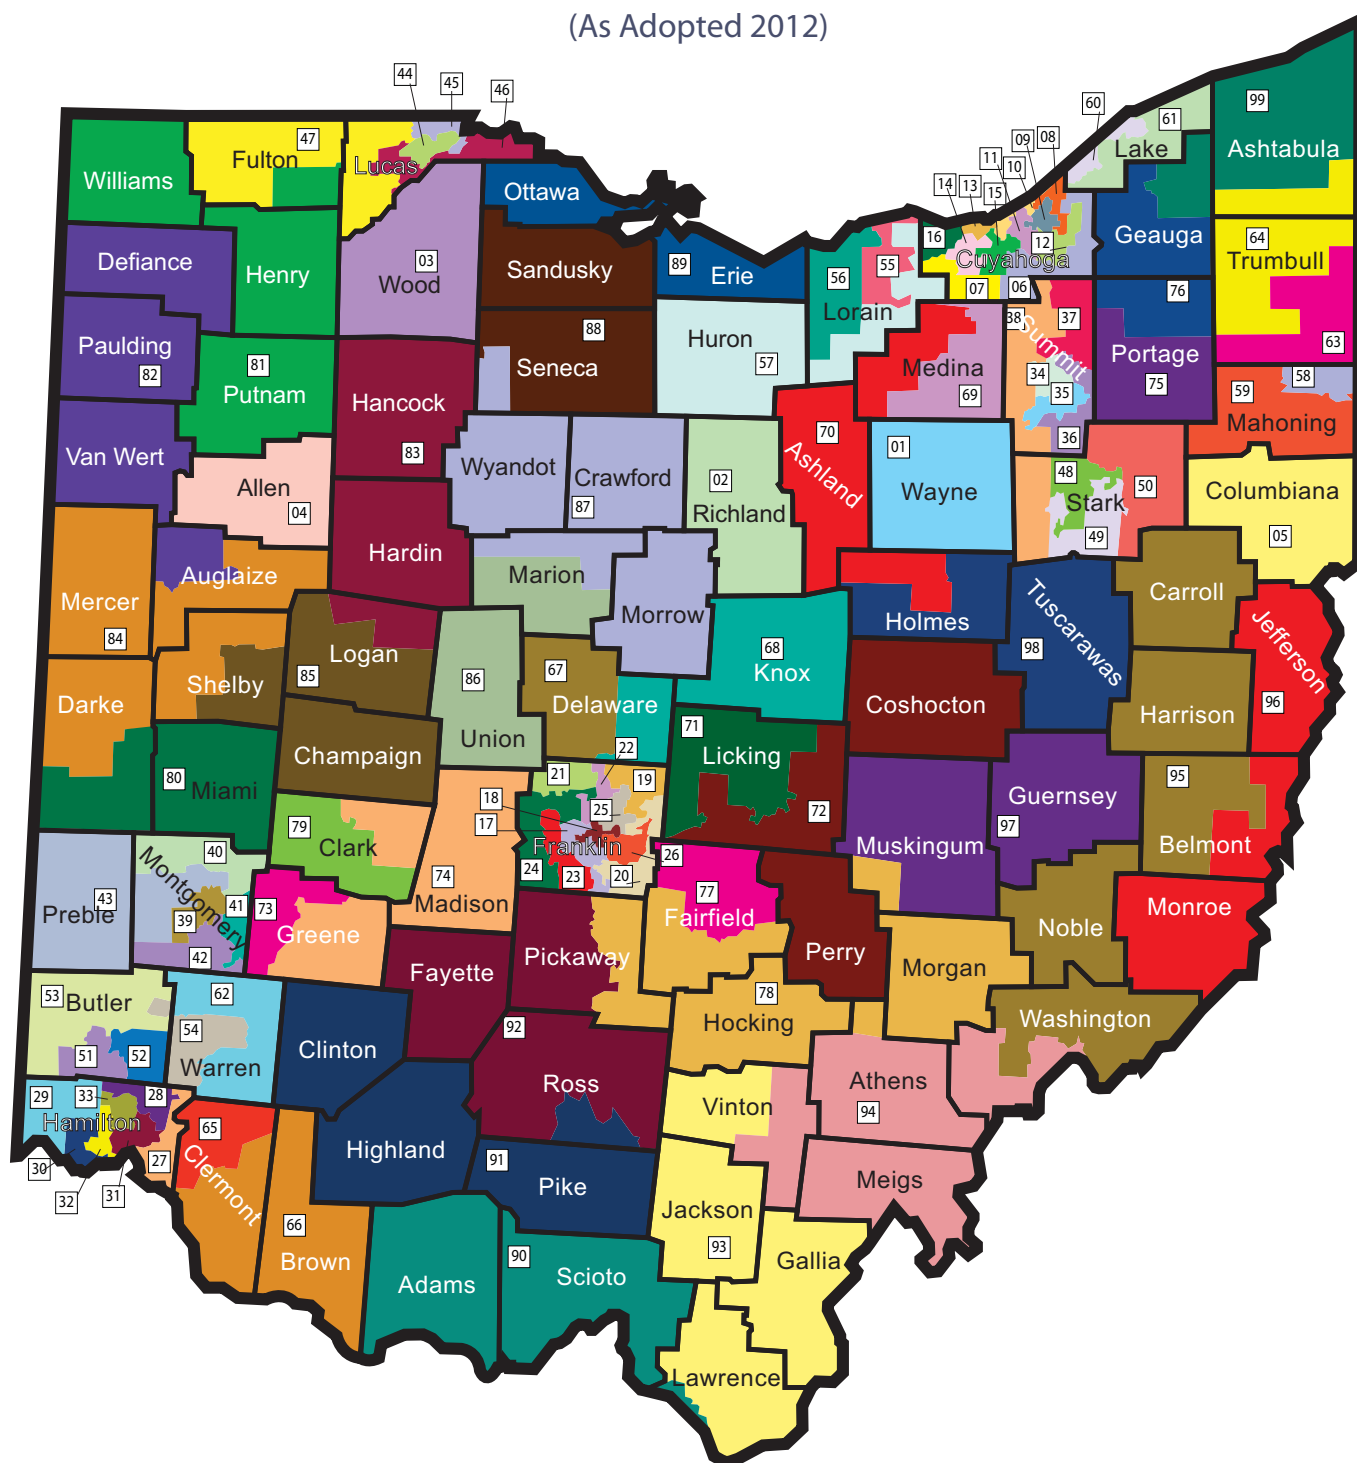 (As Adopted 2012)
44
45
46
60
61
99
47
Fulton
Lucas
09
08
Lake
Ashtabula
Williams
Ottawa
11
10
14
13
15
Defiance
Henry
03
Wood
Sandusky
89
Erie
16
12
Cuyahoga
Geauga
64
Trumbull
56
55
Lorain
07
06
76
Paulding
82
81
Putnam
88
Seneca
Huron
57
38
37
Summit
Portage
75
63
Medina
69
34
35
36
59
58
Mahoning
Hancock
83
Van Wert
Allen
04
Wyandot
Crawford
87
02
Richland
70
Ashland
01
Wayne
48
Stark
50
49
Columbiana
05
Hardin
Marion
Auglaize
Mercer
84
Morrow
Holmes
Tuscarawas
98
Carroll
Jefferson
96
Logan
85
86
Union
67
Delaware
68
Knox
Shelby
Darke
Coshocton
Harrison
Champaign
22
71
Licking
72
80
Miami
21
19
18
17
25
Franklin
26
24
23
20
Muskingum
Guernsey
97
95
Belmont
79
Clark
40
Montgomery
43
Preble
39
41
42
73
Greene
74
Madison
77
Fairfield
Perry
Noble
Monroe
Pickaway
Fayette
Morgan
53
Butler
62
54
Warren
51
52
Clinton
92
Ross
78
Hocking
Washington
Athens
94
29
33
28
Hamilton
30
32
31
27
65
Clermont
Vinton
Highland
91
Pike
Meigs
Jackson
93
66
Brown
Adams
90
Scioto
Gallia
Lawrence